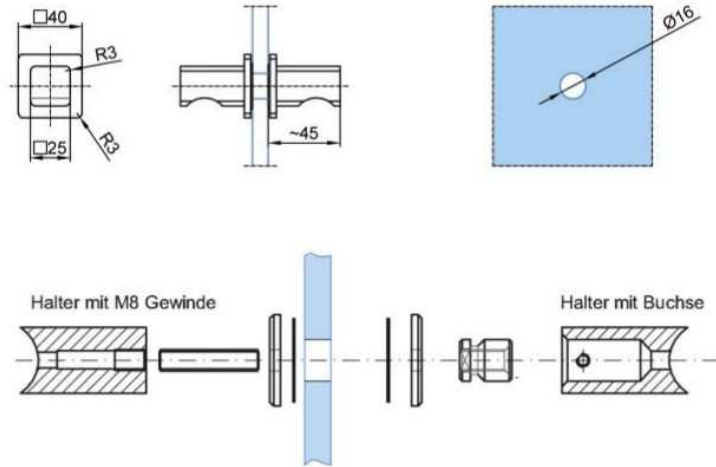 □40
R3
R3
□25
~45
Ø16
Halter mit M8 Gewinde
Halter mit Buchse